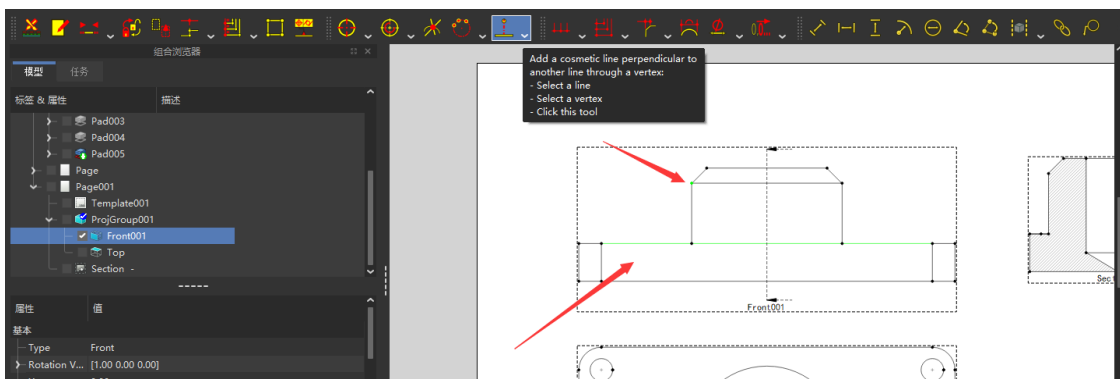 组合浏览器
模型 任务
标签 & 属性 描述
Pad003
Pad004
Pad005
Page
Page001
Template001
ProjGroup001
Front001
Top
Section -
属性 值
基本
Type Front
Rotation V... [1.00 0.00 0.00]
Add a cosmetic line perpendicular to
another line through a vertex:
- Select a line
- Select a vertex
- Click this tool
Front001
Sect